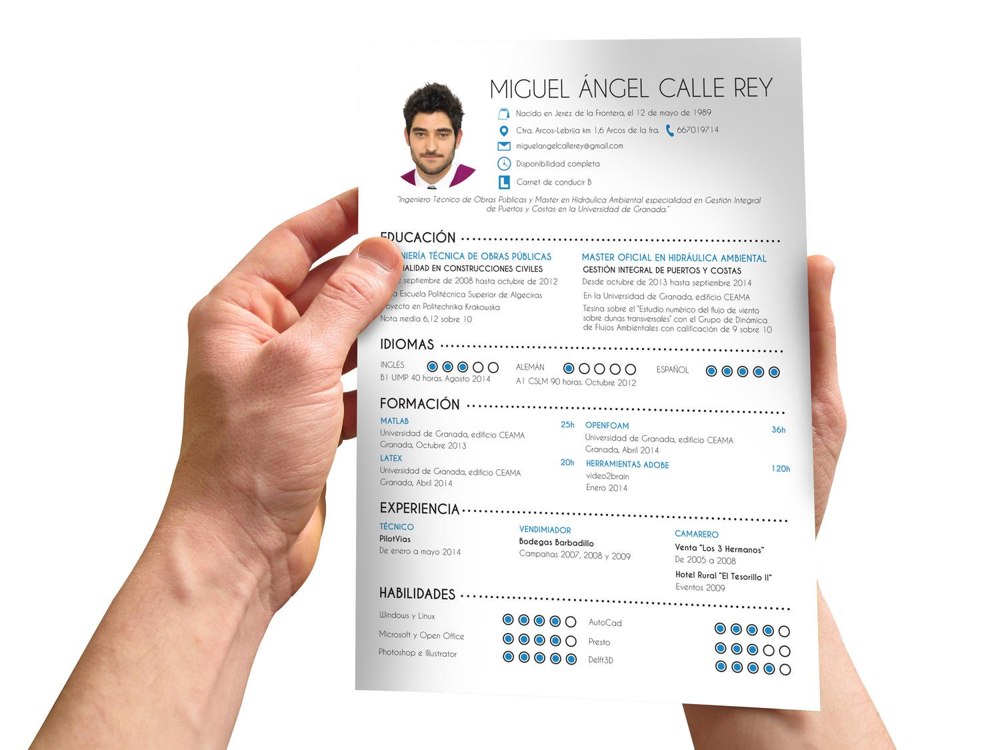 MIGUEL ÁNGEL CALLE REY
Nacido en Jerez de la Frontera, el 12 de mayo de 1989
Ctra. Arcos-Lebrija km 1,6 Arcos de la fra. 667019714
miguelangelcallerey@gmail.com
Disponibilidad completa
L Carnet de conducir B
"Ingeniero Técnico de Obras Públicas y Master en Hidráulica Ambiental especialidad en Gestión Integral
de Puertos y Costas en la Universidad de Granada."
EDUCACIÓN
NIERÍA TÉCNICA DE OBRAS PÚBLICAS
IALIDAD EN CONSTRUCCIONES CIVILES
septiembre de 2008 hasta octubre de 2012
a Escuela Politécnica Superior de Algeciras
oyecto en Politechnika Krakowska
Nota media 6,12 sobre 10
MASTER OFICIAL EN HIDRÁULICA AMBIENTAL
GESTIÓN INTEGRAL DE PUERTOS Y COSTAS
Desde octubre de 2013 hasta septiembre 2014
En la Universidad de Granada, edificio CEAMA
Tesina sobre el "Estudio numérico del flujo de viento
sobre dunas transversales" con el Grupo de Dinámica
de Flujos Ambientales con calificación de 9 sobre 10
IDIOMAS
INGLÉS
B1 UIMP 40 horas. Agosto 2014
ALEMÁN
A1 CSLM 90 horas. Octubre 2012
ESPAÑOL
FORMACIÓN
MATLAB 25h
Universidad de Granada, edificio CEAMA
Granada, Octubre 2013
LATEX 20h
Universidad de Granada, edificio CEAMA
Granada, Abril 2014
OPENFOAM 36h
Universidad de Granada, edificio CEAMA
Granada, Abril 2014
HERRAMIENTAS ADOBE 120h
video2brain
Enero 2014
EXPERIENCIA
TÉCNICO
PilotVias
De enero a mayo 2014
VENDIMIADOR
Bodegas Barbadillo
Campañas 2007, 2008 y 2009
CAMARERO
Venta "Los 3 Hermanos"
De 2005 a 2008
Hotel Rural "El Tesorillo II"
Eventos 2009
HABILIDADES
Windows y Linux
Microsoft y Open Office
Photoshop e Illustrator
AutoCad
Presto
Delft3D